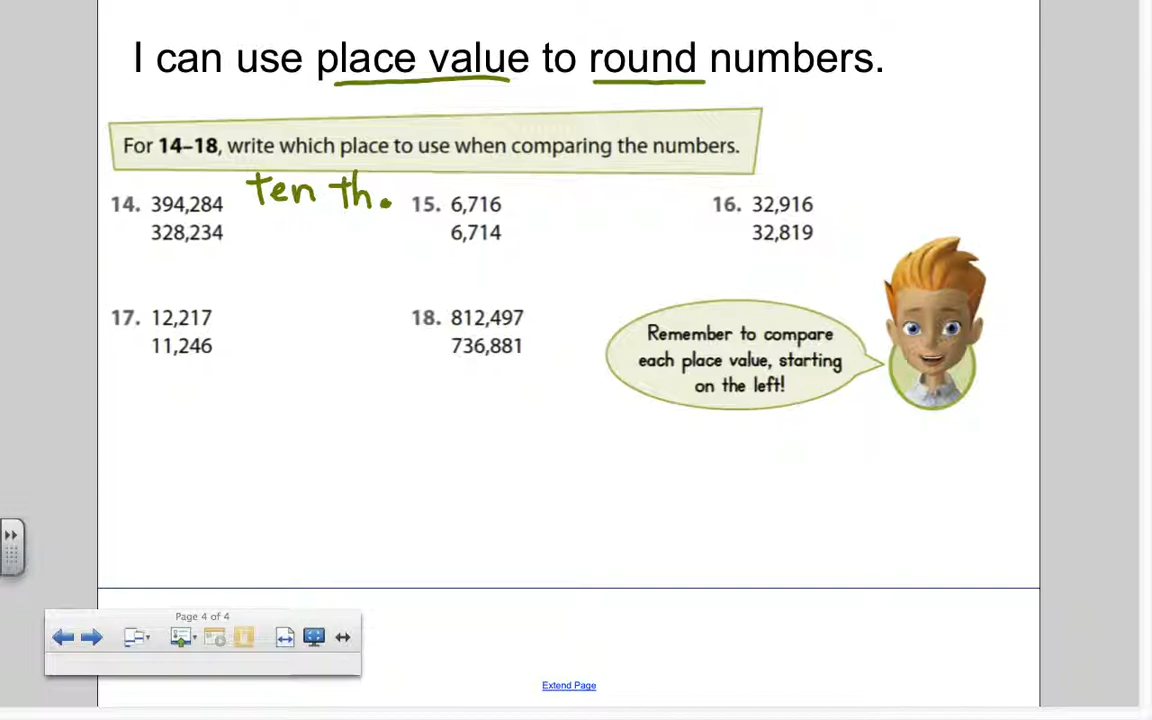 I can use place value to round numbers.
For 14–18, write which place to use when comparing the numbers.
ten th.
14. 394,284
328,234
15. 6,716
6,714
16. 32,916
32,819
17. 12,217
11,246
18. 812,497
736,881
Remember to compare
each place value, starting
on the left!
Page 4 of 4
Extend Page